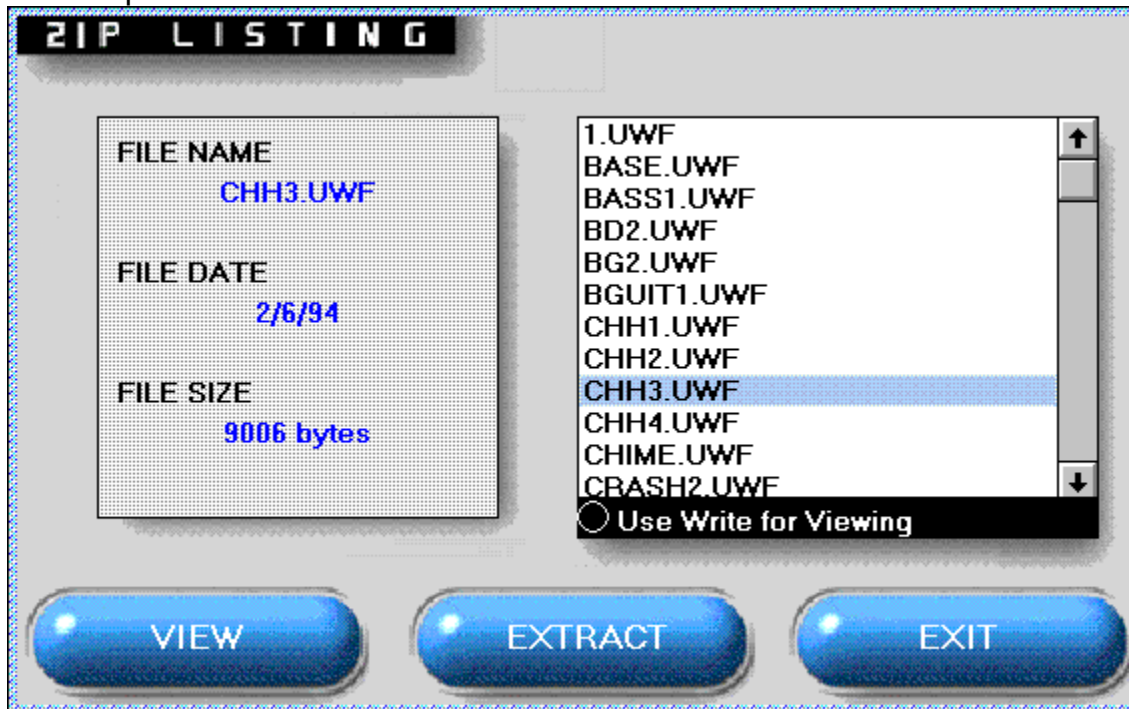 ZIP LISTING
FILE NAME
CHH3.UWF
FILE DATE
2/6/94
FILE SIZE
9006 bytes
1.UWF
BASE.UWF
BASS1.UWF
BD2.UWF
BG2.UWF
BGUIT1.UWF
CHH1.UWF
CHH2.UWF
CHH3.UWF
CHH4.UWF
CHIME.UWF
CRASH2.UWF
Use Write for Viewing
VIEW
EXTRACT
EXIT